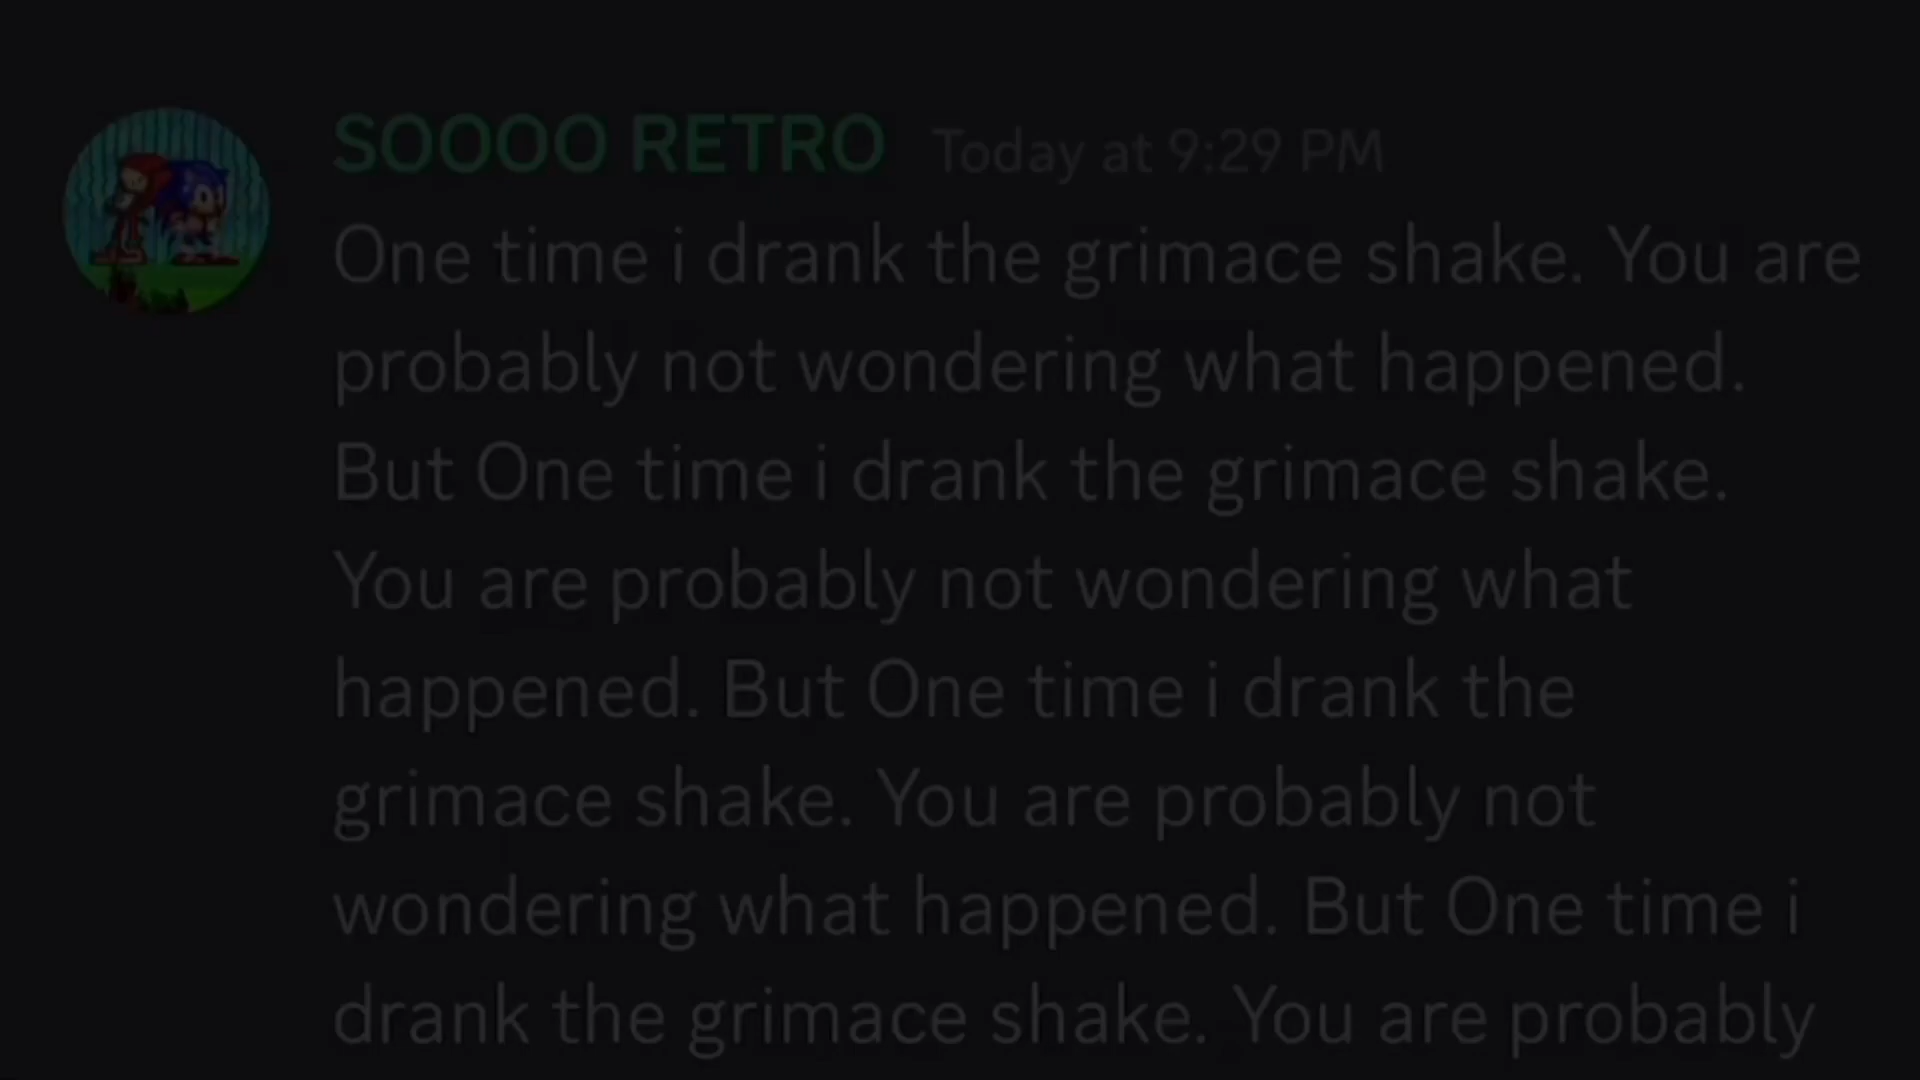 SOOOO RETRO Today at 9:29 PM
One time i drank the grimace shake. You are
probably not wondering what happened.
But One time i drank the grimace shake.
You are probably not wondering what
happened. But One time i drank the
grimace shake. You are probably not
wondering what happened. But One time i
drank the grimace shake. You are probably